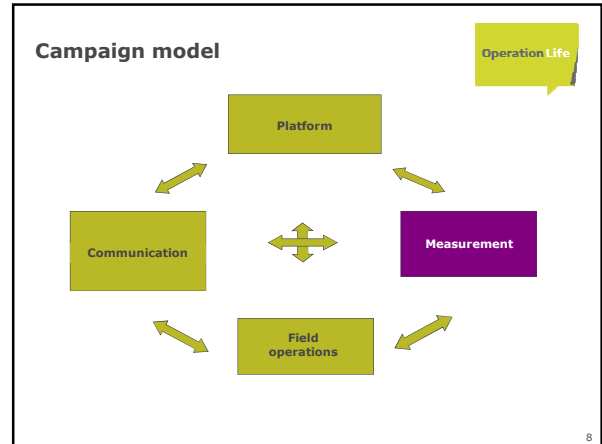 Campaign model
Operation Life
Platform
Communication
Measurement
Field
operations
8